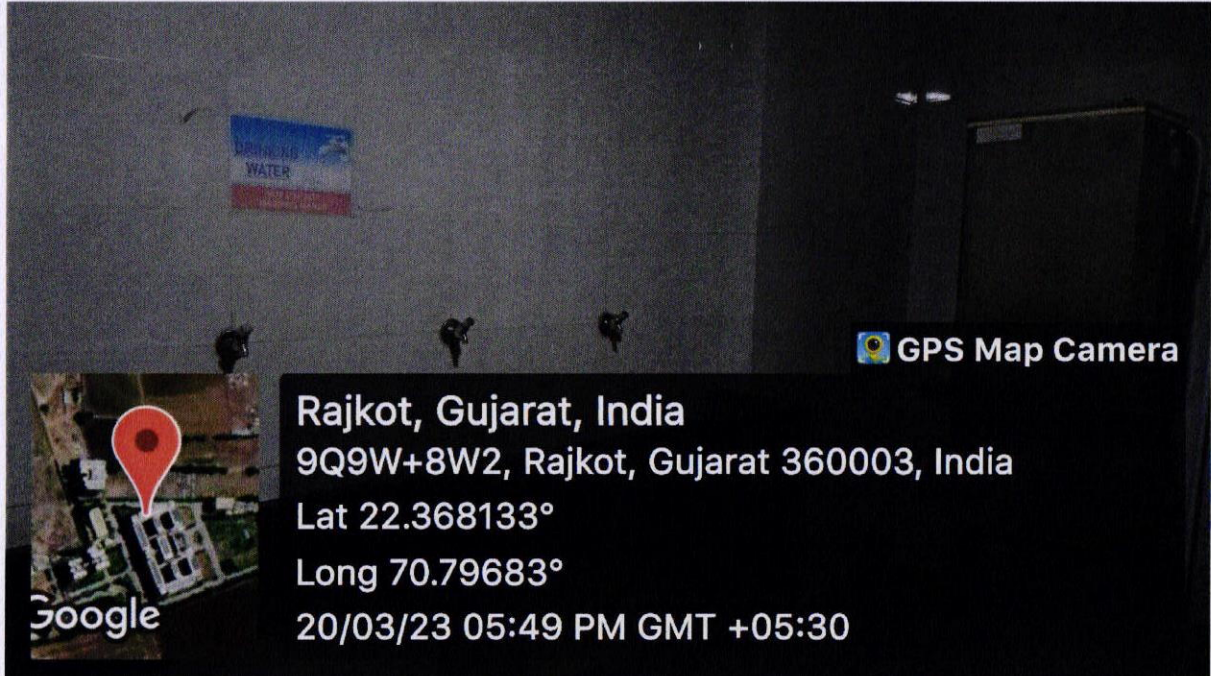 DRINKING
WATER
GPS Map Camera
Rajkot, Gujarat, India
9Q9W+8W2, Rajkot, Gujarat 360003, India
Lat 22.368133°
Long 70.79683°
20/03/23 05:49 PM GMT +05:30
Google